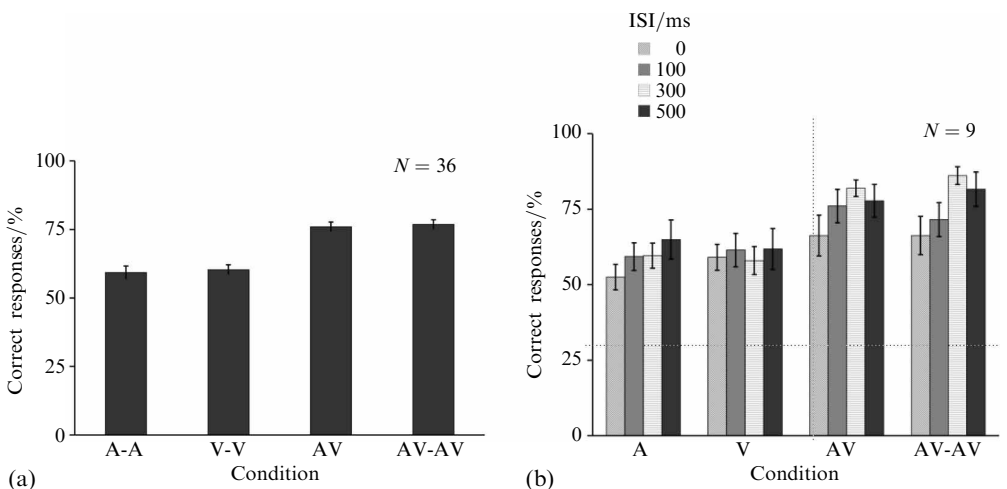 100
75
50
25
0
Correct responses/%
N = 36
A-A V-V AV AV-AV
Condition
(a)
ISI/ms
0
100
300
500
100
75
50
25
0
Correct responses/%
N = 9
A V AV AV-AV
Condition
(b)